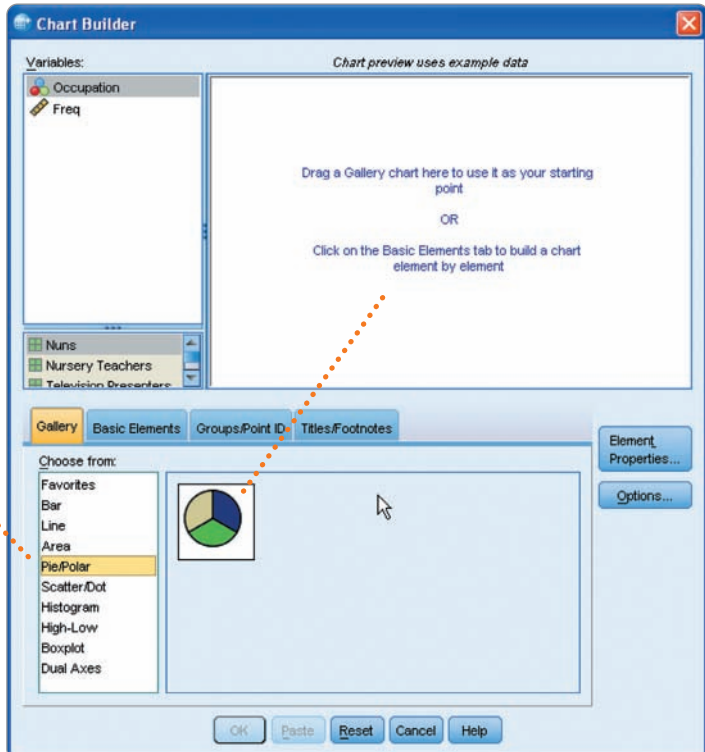 Chart Builder
Variables:
Chart preview uses example data
Occupation
Freq
Drag a Gallery chart here to use it as your starting
point
OR
Click on the Basic Elements tab to build a chart
element by element
Nuns
Nursery Teachers
Television Presenters
Gallery
Basic Elements
Groups/Point ID
Titles/Footnotes
Element
Properties...
Options...
Choose from:
Favorites
Bar
Line
Area
Pie/Polar
Scatter/Dot
Histogram
High-Low
Boxplot
Dual Axes
OK
Paste
Reset
Cancel
Help